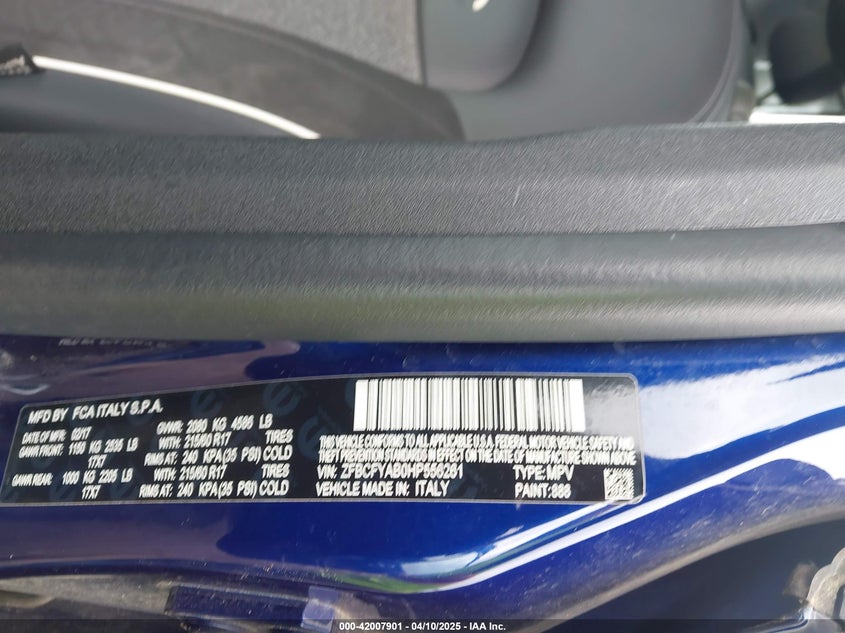 MFD BY FCA ITALY S.P.A.
DATE OF MFR 02/17 GVWR: 2080 KG 4586 LB
GAWR FRONT: 1150 KG 2535 LB WITH: 215/60 R17 TIRES
17X7 RIMS AT: 240 KPA (35 PSI) COLD
GAWR REAR: 1000 KG 2205 LB WITH: 215/60 R17 TIRES
17X7 RIMS AT: 240 KPA (35 PSI) COLD
THIS VEHICLE CONFORMS TO ALL APPLICABLE U.S.A. FEDERAL MOTOR VEHICLE SAFETY AND
THEFT PREVENTION STANDARDS IN EFFECT ON THE DATE OF MANUFACTURE SHOWN ABOVE
VIN: ZFBCFYAB0HP556261 TYPE: MPV
VEHICLE MADE IN: ITALY PAINT: 888
000-42007901 — 04/10/2025 — IAA Inc.